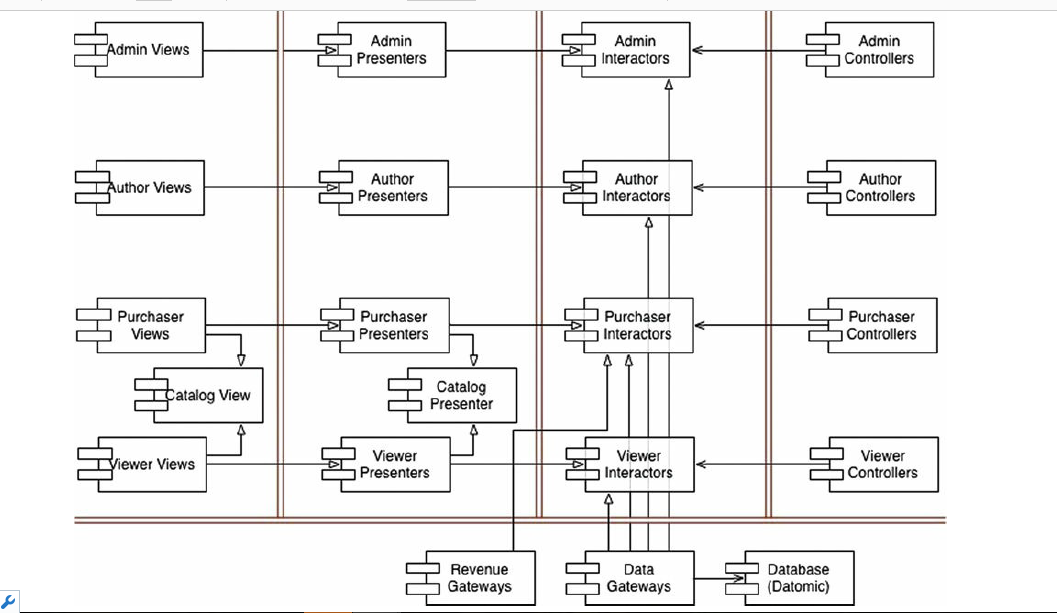 Admin Views
Admin
Presenters
Admin
Interactors
Admin
Controllers
Author Views
Author
Presenters
Author
Interactors
Author
Controllers
Purchaser
Views
Purchaser
Presenters
Purchaser
Interactors
Purchaser
Controllers
Catalog View
Catalog
Presenter
Viewer Views
Viewer
Presenters
Viewer
Interactors
Viewer
Controllers
Revenue
Gateways
Data
Gateways
Database
(Datomic)